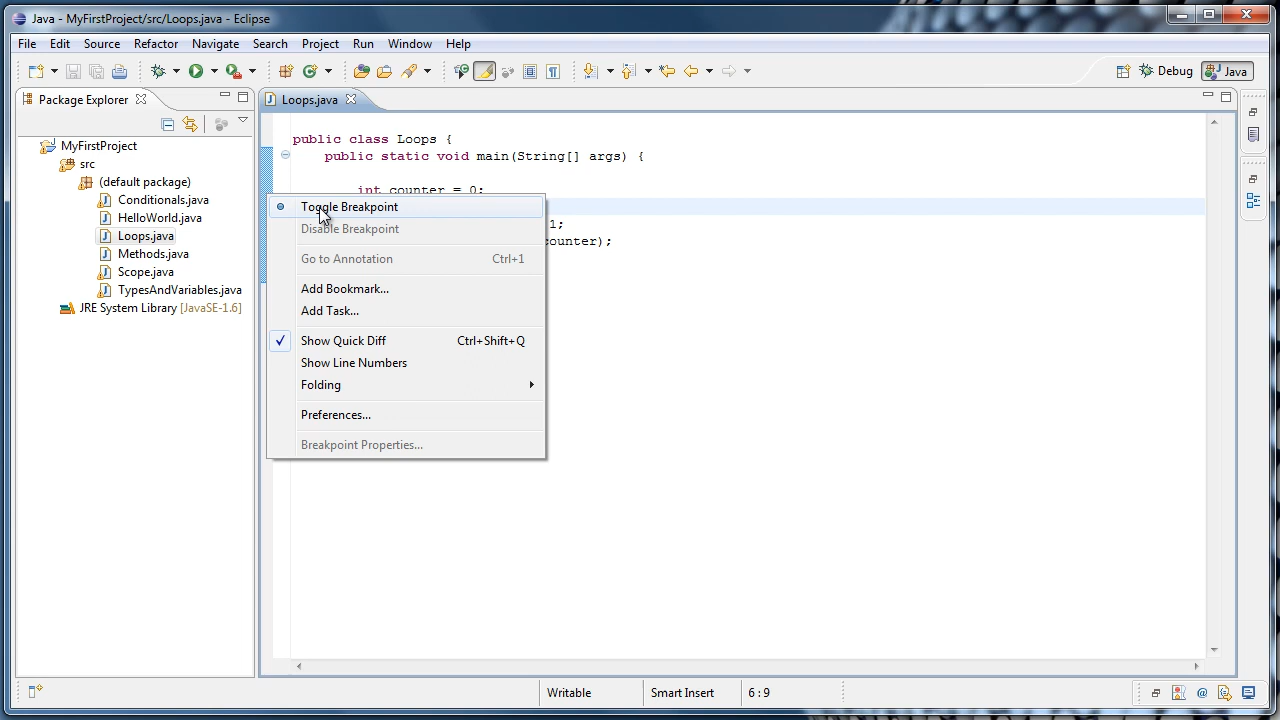 Java - MyFirstProject/src/Loops.java - Eclipse
File Edit Source Refactor Navigate Search Project Run Window Help
Debug Java
Package Explorer
Loops.java
MyFirstProject
src
(default package)
Conditionals.java
HelloWorld.java
Loops.java
Methods.java
Scope.java
TypesAndVariables.java
JRE System Library [JavaSE-1.6]
public class Loops {
public static void main(String[] args) {
int counter = 0;
1;
counter);
Toggle Breakpoint
Disable Breakpoint
Go to Annotation Ctrl+1
Add Bookmark...
Add Task...
Show Quick Diff Ctrl+Shift+Q
Show Line Numbers
Folding
Preferences...
Breakpoint Properties...
Writable Smart Insert 6 : 9